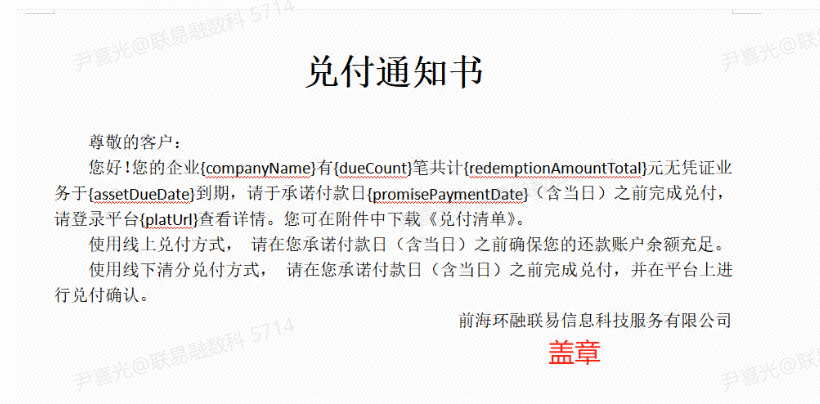 尹喜光@联易融数科 5714
尹喜光@联
兑付通知书
尊敬的客户：
您好！您的企业{companyName}有{dueCount}笔共计{redemptionAmountTotal}元无凭证业
务于{assetDueDate}到期，请于承诺付款日{promisePaymentDate}（含当日）之前完成兑付，
请登录平台{platUrl}查看详情。您可在附件中下载《兑付清单》。
使用线上兑付方式， 请在您承诺付款日（含当日）之前确保您的还款账户余额充足。
使用线下清分兑付方式， 请在您承诺付款日（含当日）之前完成兑付，并在平台上进
行兑付确认。
前海环融联易信息科技服务有限公司
盖章
尹喜光@联易融数科 5714
尹喜光@联